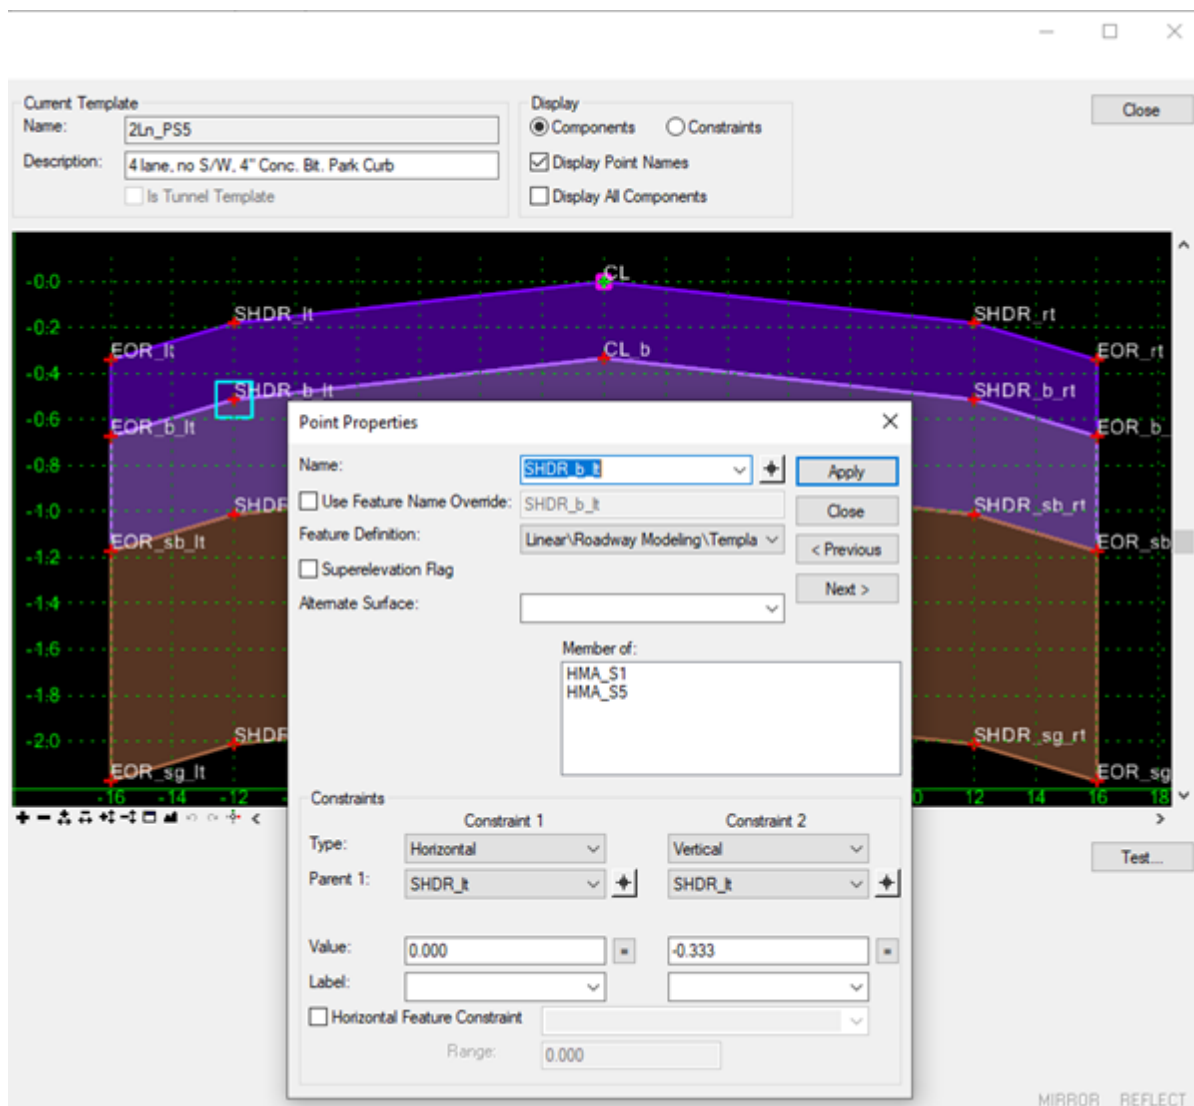 Current Template
Name: 2Ln_PS5
Description: 4 lane, no S/W, 4" Conc. Bit. Park Curb
Is Tunnel Template
Display
Components Constraints
Display Point Names
Display All Components
Close
CL
-0.0
SHDR_lt SHDR_rt
-0.2
EOR_lt CL_b EOR_rt
-0.4
SHDR_b_lt SHDR_b_rt
-0.6
EOR_b_lt EOR_b_
-0.8
SHDR SHDR_sb_rt
-1.0
EOR_sb_lt EOR_sb
-1.2
-1.4
-1.6
-1.8
SHDR SHDR_sg_rt
-2.0
EOR_sg_lt EOR_sg
-16 -14 -12 0 12 14 16 18
Point Properties
Name: SHDR_b_lt
Apply
Use Feature Name Override: SHDR_b_lt
Close
Feature Definition: Linear\Roadway Modeling\Templa
< Previous
Superelevation Flag
Next >
Alternate Surface:
Member of:
HMA_S1
HMA_S5
Constraints
Constraint 1 Constraint 2
Type: Horizontal Vertical
Parent 1: SHDR_lt SHDR_lt
Value: 0.000 = -0.333 =
Label:
Horizontal Feature Constraint
Range: 0.000
Test...
MIRROR REFLECT